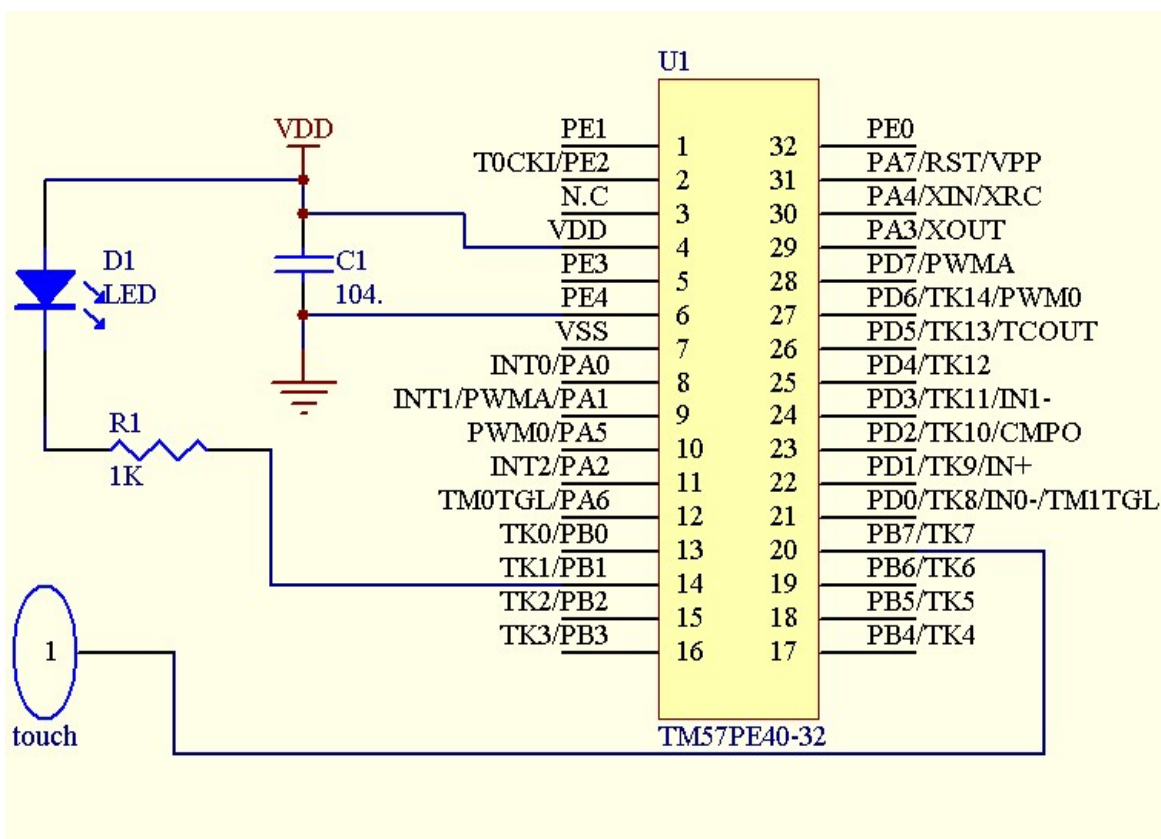 U1
VDD
D1
LED
C1
104.
R1
1K
1
touch
PE1
T0CKI/PE2
N.C
VDD
PE3
PE4
VSS
INT0/PA0
INT1/PWMA/PA1
PWM0/PA5
INT2/PA2
TM0TGL/PA6
TK0/PB0
TK1/PB1
TK2/PB2
TK3/PB3
1
2
3
4
5
6
7
8
9
10
11
12
13
14
15
16
32
31
30
29
28
27
26
25
24
23
22
21
20
19
18
17
PE0
PA7/RST/VPP
PA4/XIN/XRC
PA3/XOUT
PD7/PWMA
PD6/TK14/PWM0
PD5/TK13/TCOUT
PD4/TK12
PD3/TK11/IN1-
PD2/TK10/CMPO
PD1/TK9/IN+
PD0/TK8/IN0-/TM1TGL
PB7/TK7
PB6/TK6
PB5/TK5
PB4/TK4
TM57PE40-32